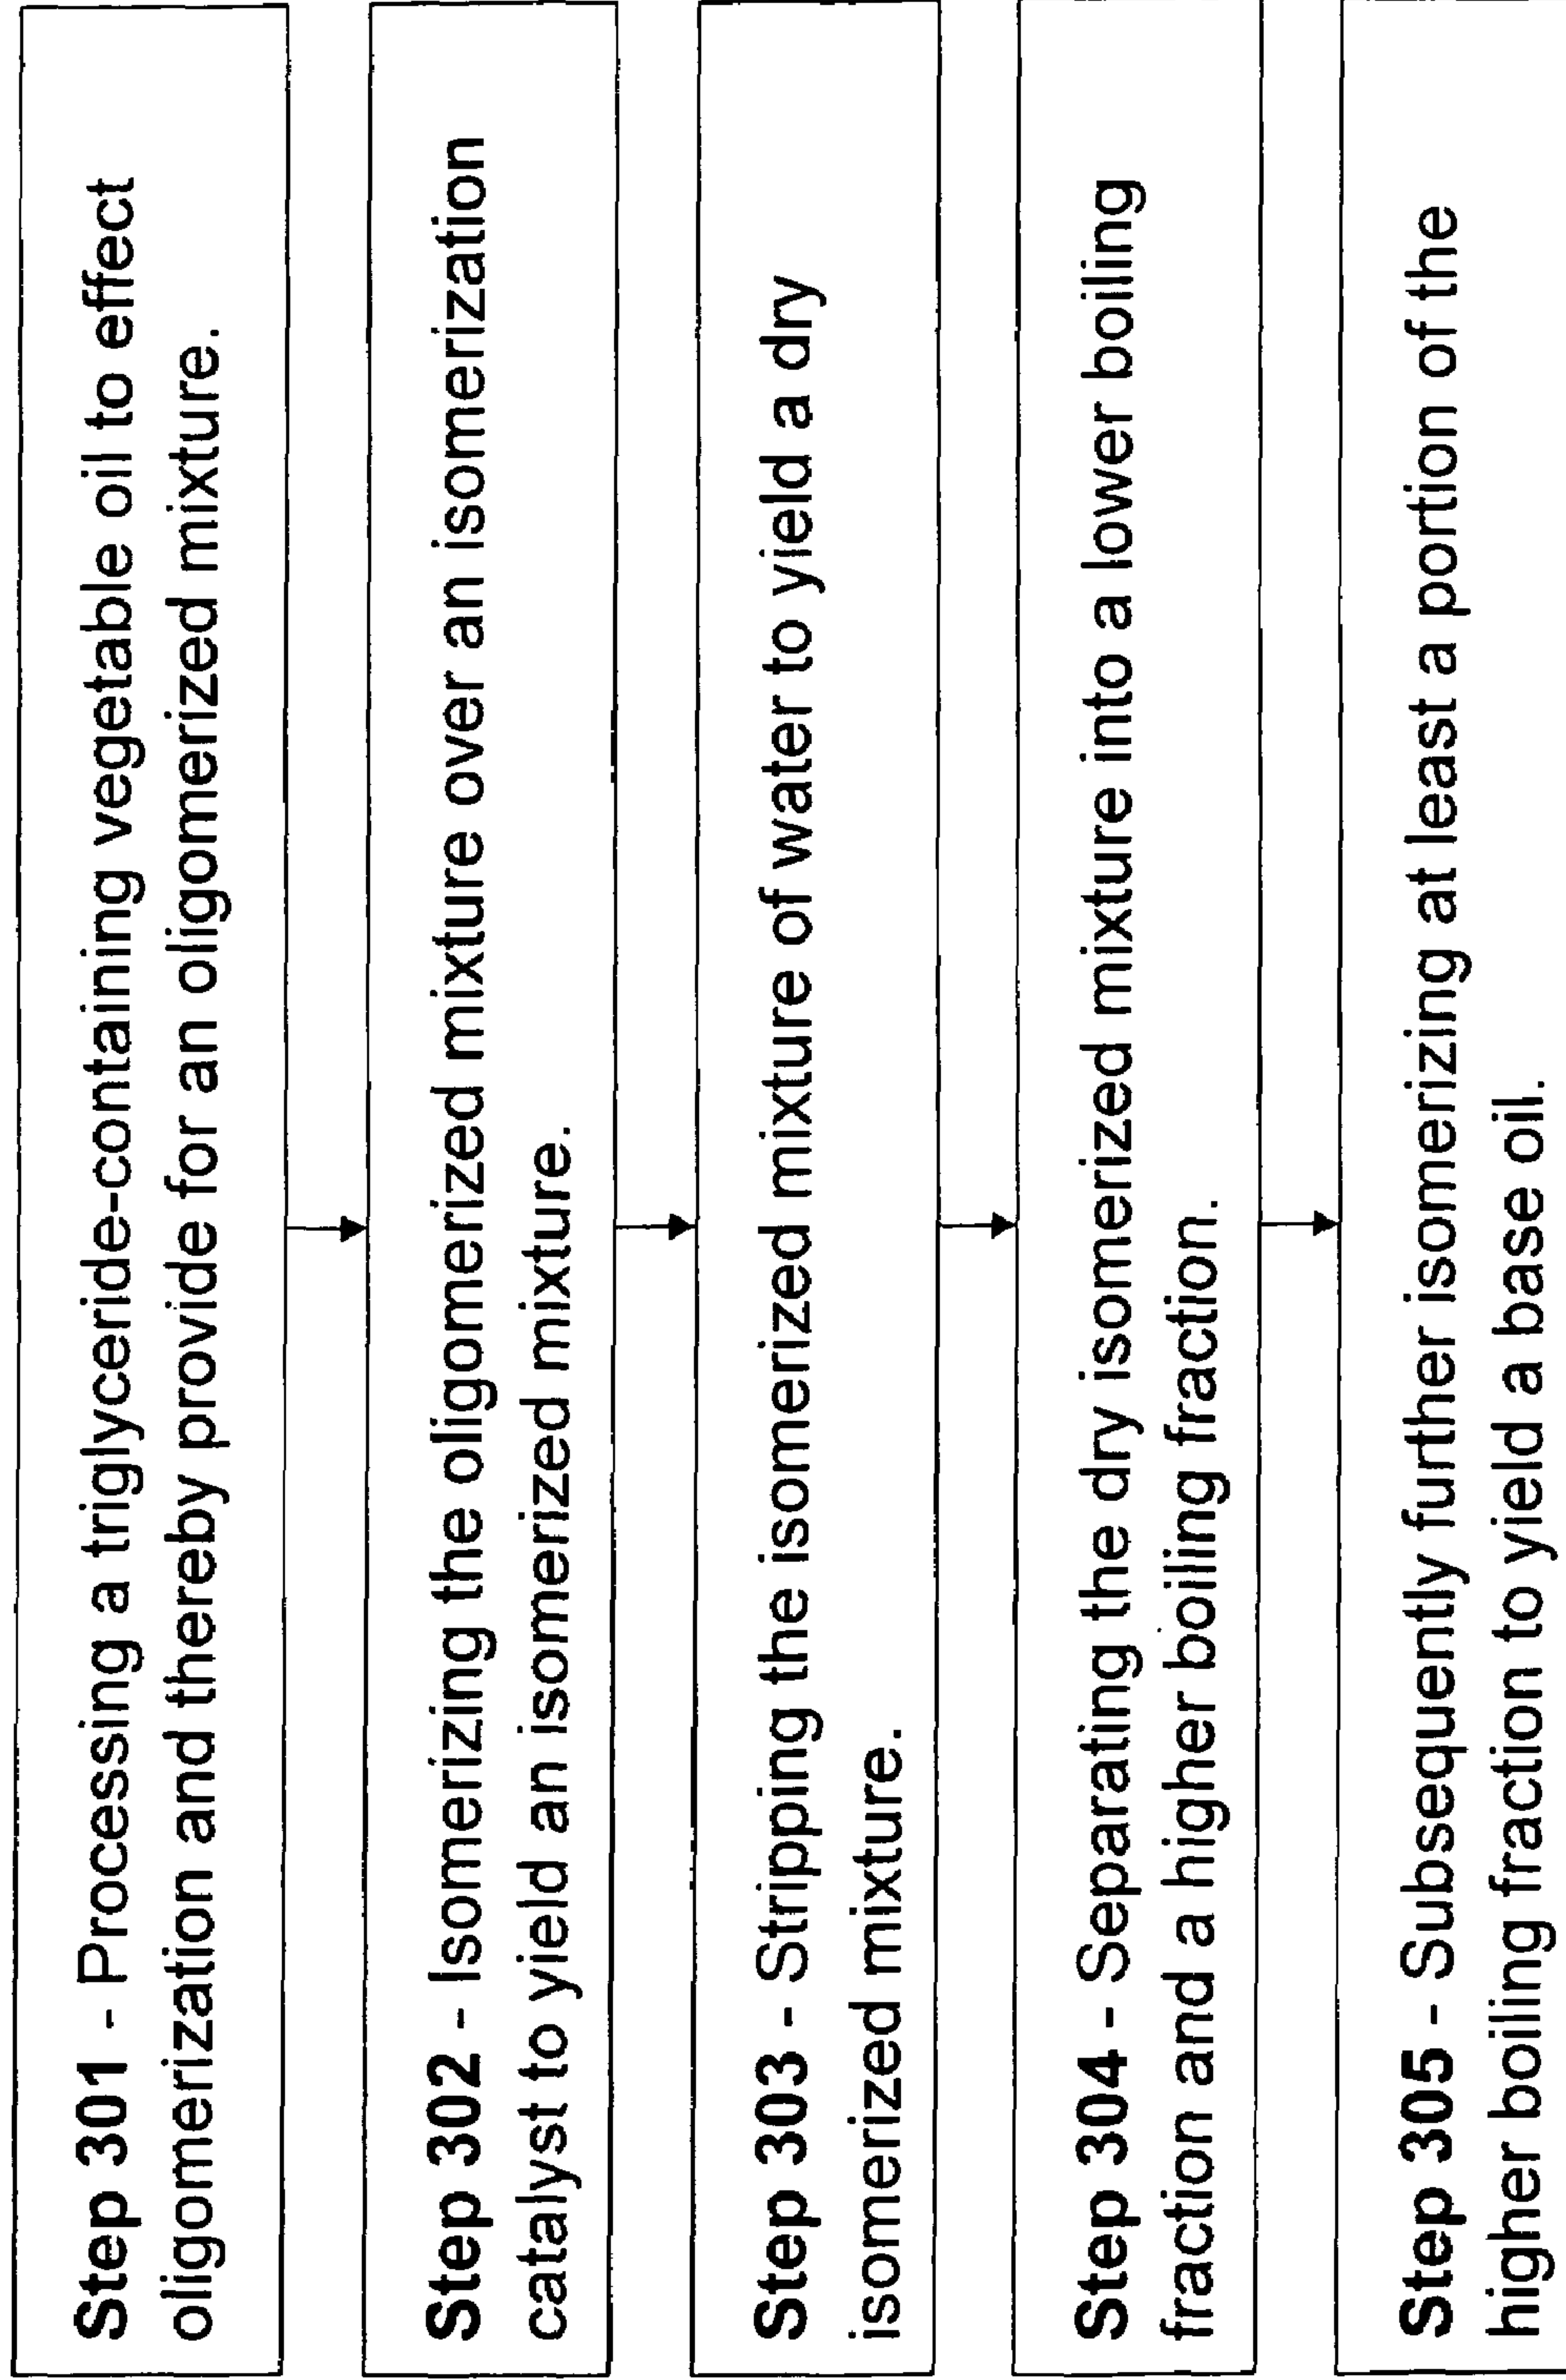 Step 301 - Processing a triglyceride-containing vegetable oil to effect
oligomerization and thereby provide for an oligomerized mixture.
Step 302 - Isomerizing the oligomerized mixture over an isomerization
catalyst to yield an isomerized mixture.
Step 303 - Stripping the isomerized mixture of water to yield a dry
isomerized mixture.
Step 304 - Separating the dry isomerized mixture into a lower boiling
fraction and a higher boiling fraction.
Step 305 - Subsequently further isomerizing at least a portion of the
higher boiling fraction to yield a base oil.